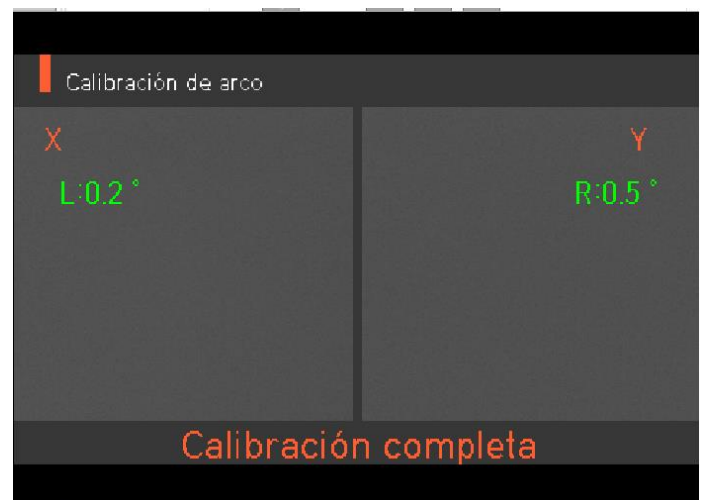 Calibración de arco
X
Y
L:0.2 °
R:0.5 °
Calibración completa